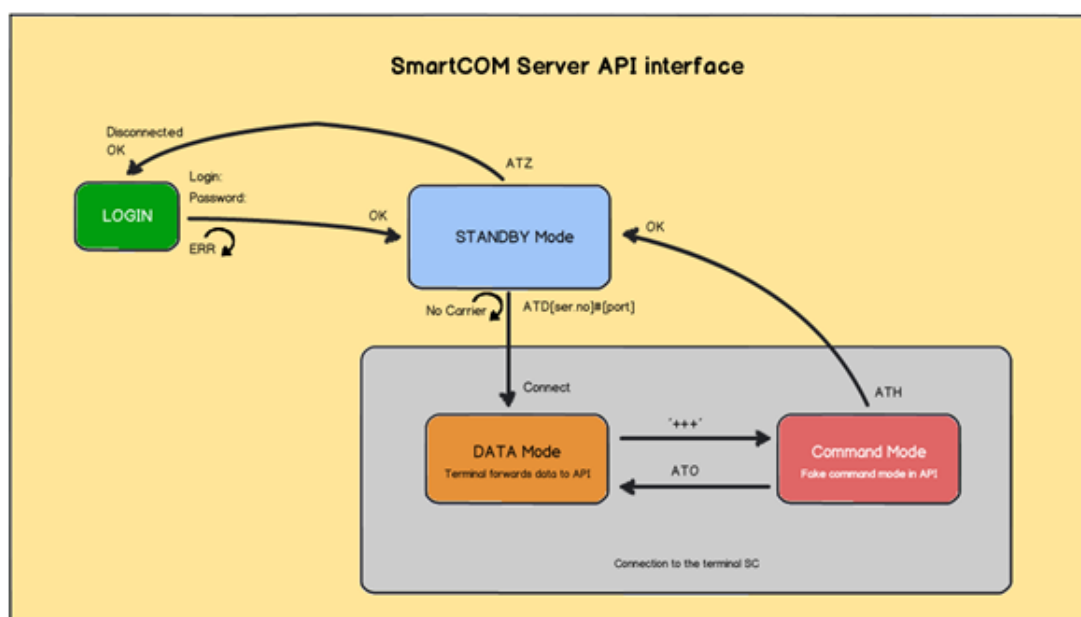 SmartCOM Server API interface
Disconnected
OK
ATZ
Login:
Password:
LOGIN
ERR
OK
STANDBY Mode
OK
No Carrier
ATD[ser.no]#[port]
Connect
ATH
DATA Mode
Terminal forwards data to API
'+++'
ATO
Command Mode
Fake command mode in API
Connection to the terminal SC